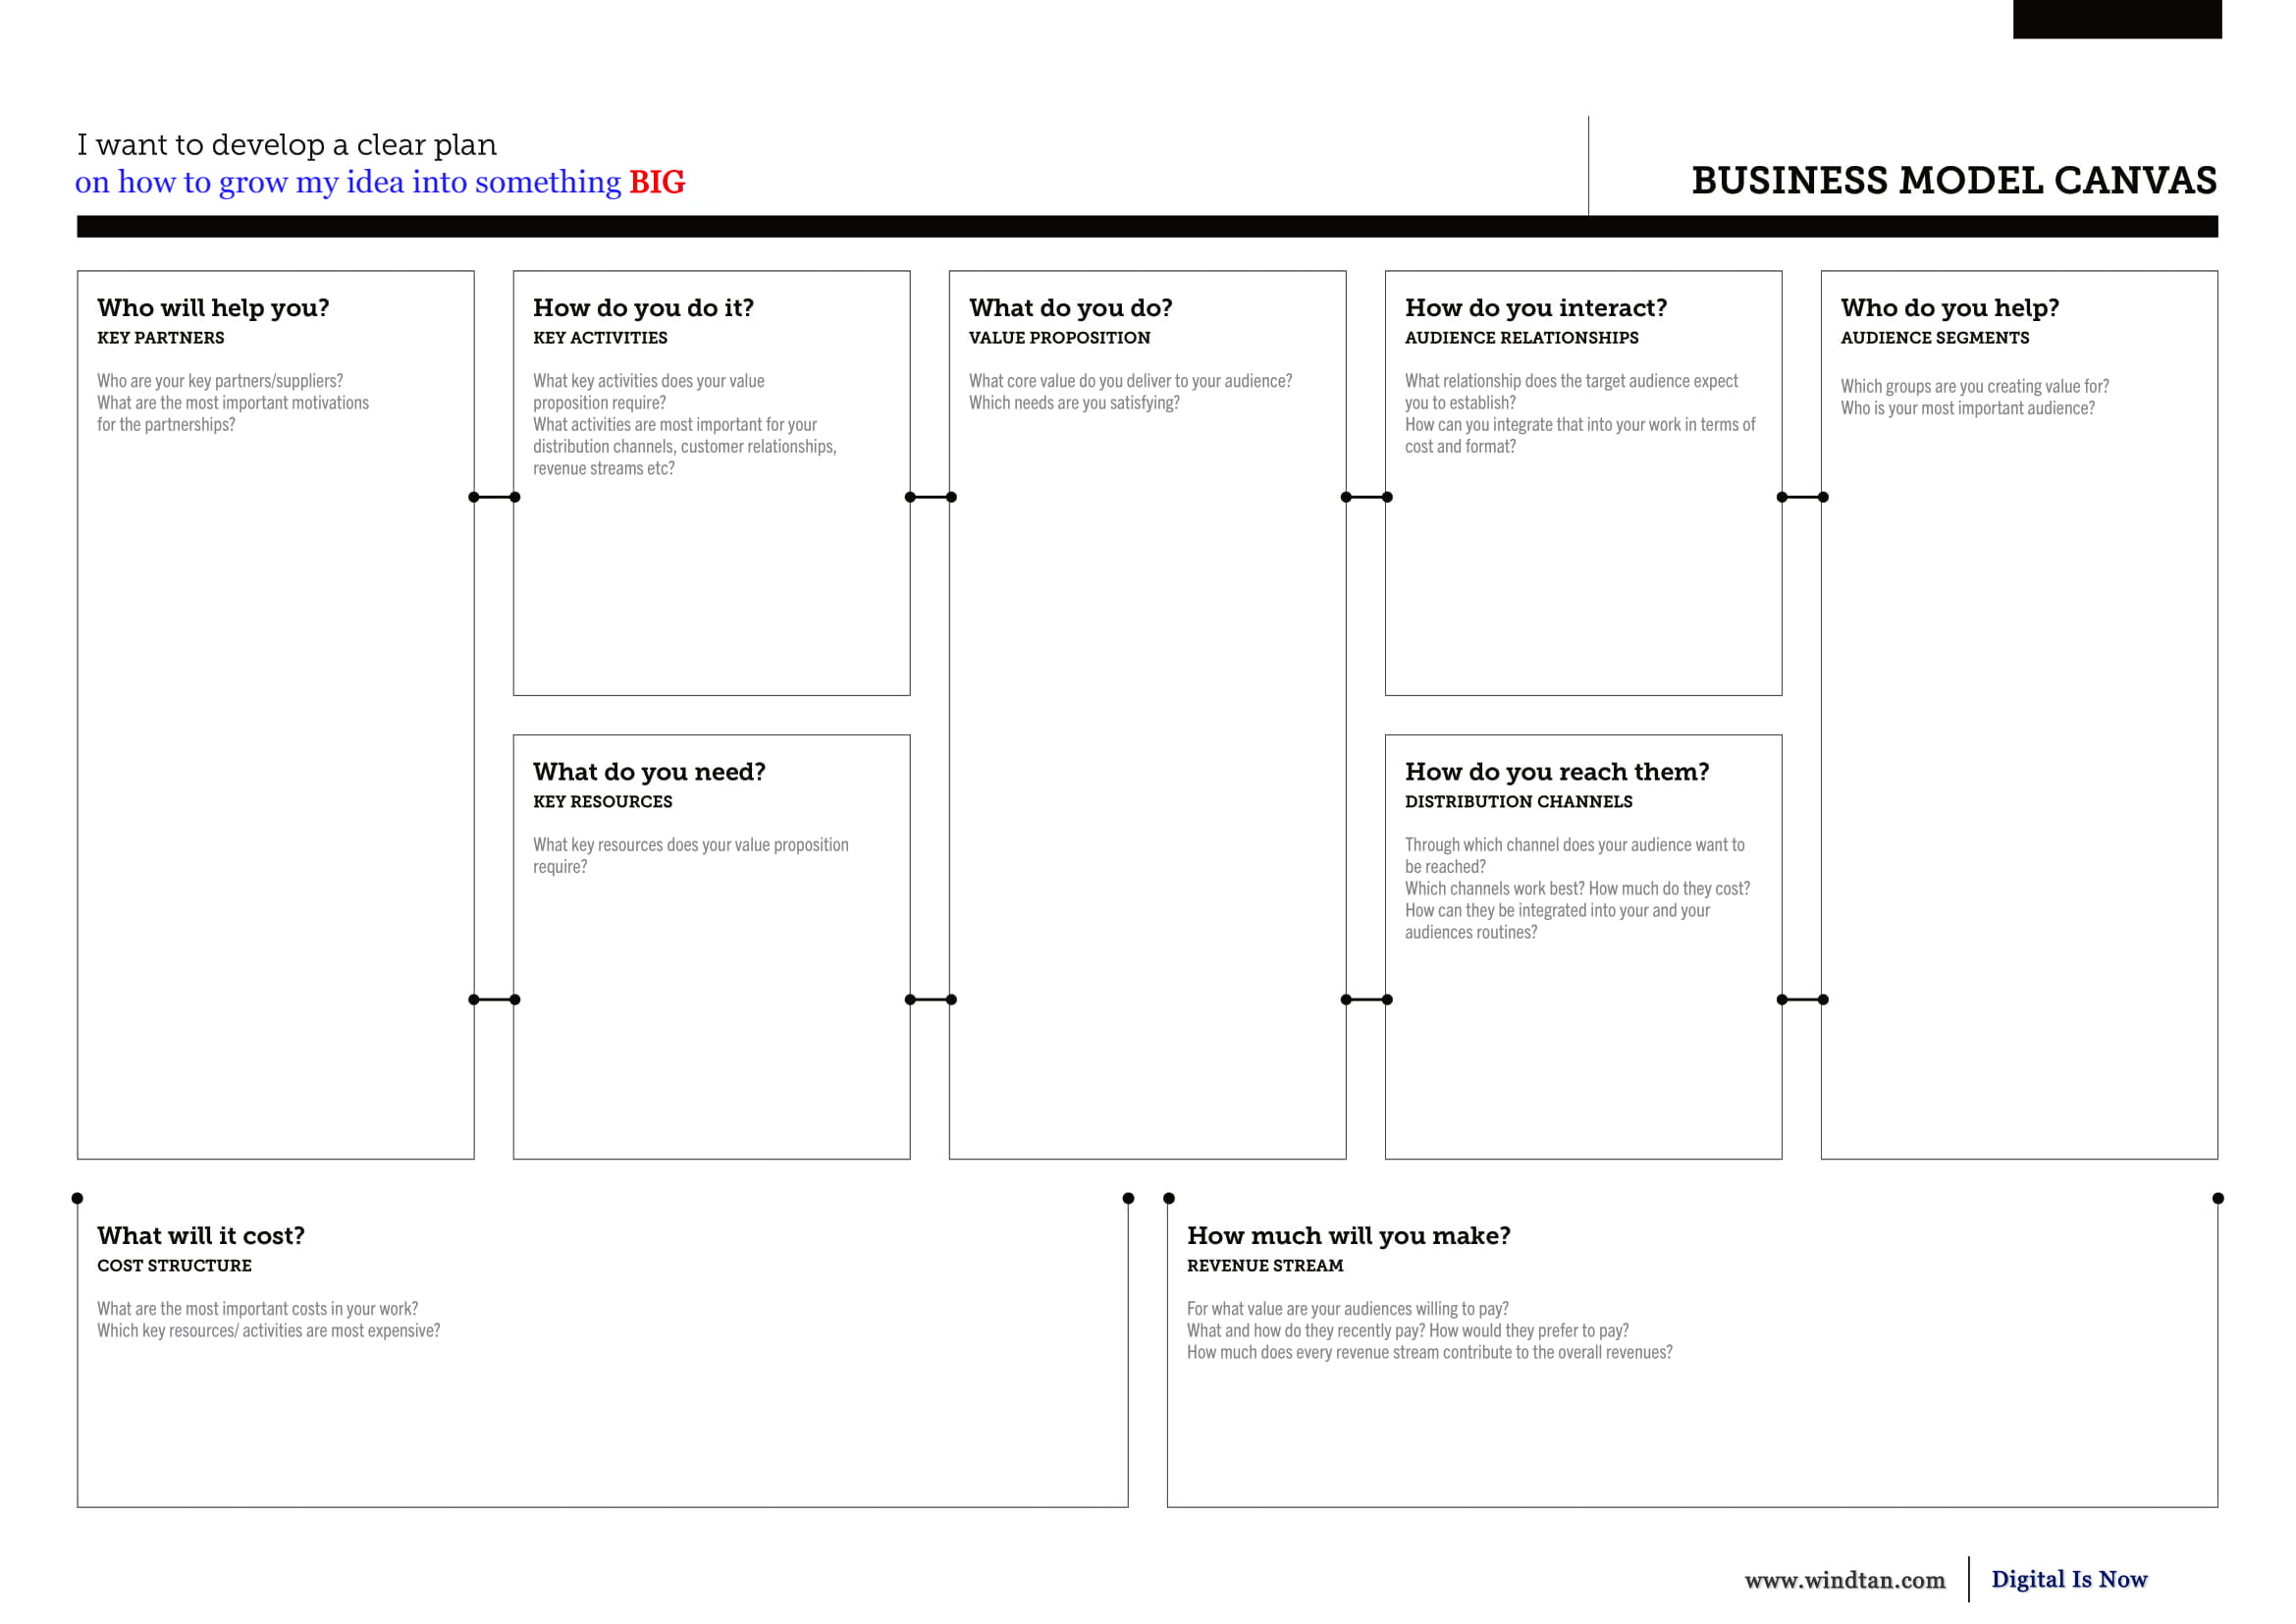 I want to develop a clear plan
on how to grow my idea into something BIG
BUSINESS MODEL CANVAS
Who will help you?
KEY PARTNERS
Who are your key partners/suppliers?
What are the most important motivations
for the partnerships?
How do you do it?
KEY ACTIVITIES
What key activities does your value
proposition require?
What activities are most important for your
distribution channels, customer relationships,
revenue streams etc?
What do you need?
KEY RESOURCES
What key resources does your value proposition
require?
What do you do?
VALUE PROPOSITION
What core value do you deliver to your audience?
Which needs are you satisfying?
How do you interact?
AUDIENCE RELATIONSHIPS
What relationship does the target audience expect
you to establish?
How can you integrate that into your work in terms of
cost and format?
How do you reach them?
DISTRIBUTION CHANNELS
Through which channel does your audience want to
be reached?
Which channels work best? How much do they cost?
How can they be integrated into your and your
audiences routines?
Who do you help?
AUDIENCE SEGMENTS
Which groups are you creating value for?
Who is your most important audience?
What will it cost?
COST STRUCTURE
What are the most important costs in your work?
Which key resources/ activities are most expensive?
How much will you make?
REVENUE STREAM
For what value are your audiences willing to pay?
What and how do they recently pay? How would they prefer to pay?
How much does every revenue stream contribute to the overall revenues?
www.windtan.com
Digital Is Now